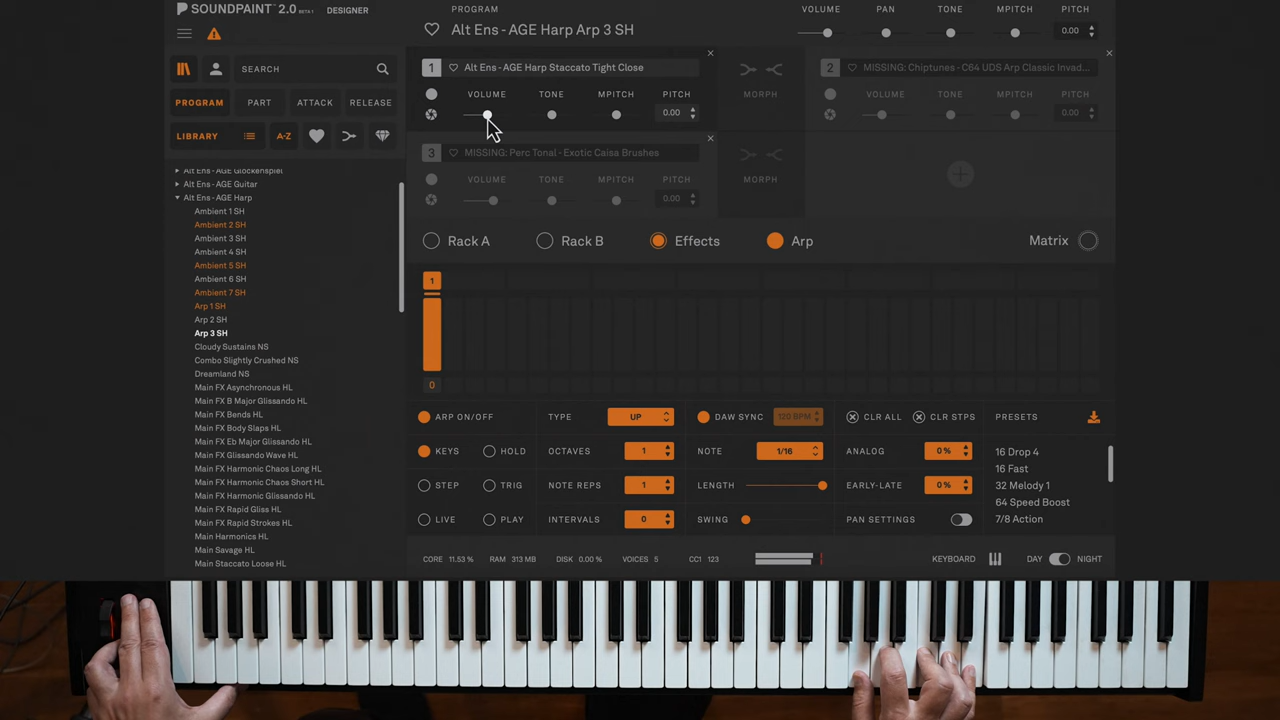 SOUNDPAINT 2.0 BETA 1 DESIGNER
PROGRAM
VOLUME PAN TONE MPITCH PITCH
Alt Ens - AGE Harp Arp 3 SH
0.00
SEARCH
PROGRAM PART ATTACK RELEASE
LIBRARY A-Z
Alt Ens - AGE Glockenspiel
Alt Ens - AGE Guitar
Alt Ens - AGE Harp
Ambient 1 SH
Ambient 2 SH
Ambient 3 SH
Ambient 4 SH
Ambient 5 SH
Ambient 6 SH
Ambient 7 SH
Arp 1 SH
Arp 2 SH
Arp 3 SH
Cloudy Sustains NS
Combo Slightly Crushed NS
Dreamland NS
Main FX Asynchronous HL
Main FX B Major Glissando HL
Main FX Bends HL
Main FX Body Slaps HL
Main FX Eb Major Glissando HL
Main FX Glissando Wave HL
Main FX Harmonic Chaos Long HL
Main FX Harmonic Chaos Short HL
Main FX Harmonic Glissando HL
Main FX Rapid Gliss HL
Main FX Rapid Strokes HL
Main Harmonics HL
Main Savage HL
Main Staccato Loose HL
1 Alt Ens - AGE Harp Staccato Tight Close
VOLUME TONE MPITCH PITCH
0.00
MORPH
2 MISSING: Chiptunes - C64 UDS Arp Classic Invad...
VOLUME TONE MPITCH PITCH
0.00
3 MISSING: Perc Tonal - Exotic Caisa Brushes
VOLUME TONE MPITCH PITCH
0.00
MORPH
Rack A Rack B Effects Arp Matrix
1
0
ARP ON/OFF TYPE UP DAW SYNC 120 BPM CLR ALL CLR STPS PRESETS
KEYS HOLD OCTAVES 1 NOTE 1/16 ANALOG 0 % 16 Drop 4
16 Fast
STEP TRIG NOTE REPS 1 LENGTH EARLY-LATE 0 % 32 Melody 1
64 Speed Boost
LIVE PLAY INTERVALS 0 SWING PAN SETTINGS 7/8 Action
CORE 11.53 % RAM 313 MB DISK 0.00 % VOICES 5 CC1 123 KEYBOARD DAY NIGHT